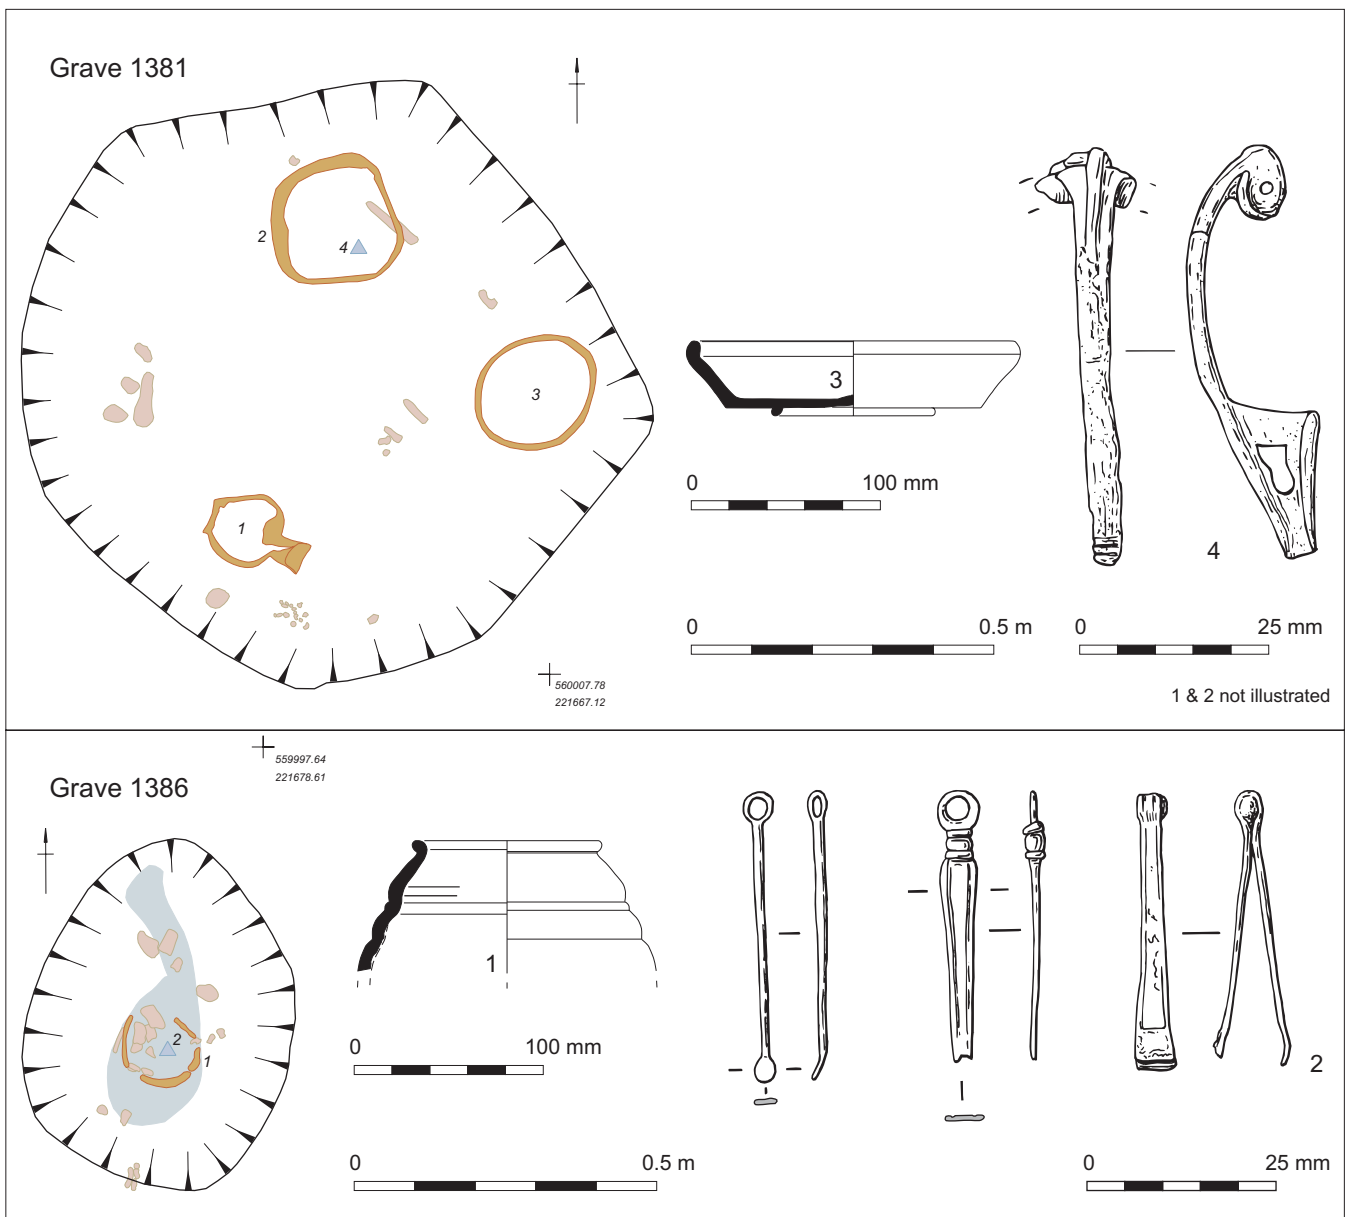 Grave 1381
2
4
3
1
3
0 100 mm
4
0 0.5 m
0 25 mm
560007.78
221667.12
1 & 2 not illustrated
559997.64
221678.61
Grave 1386
2
1
1
0 100 mm
2
0 0.5 m
0 25 mm